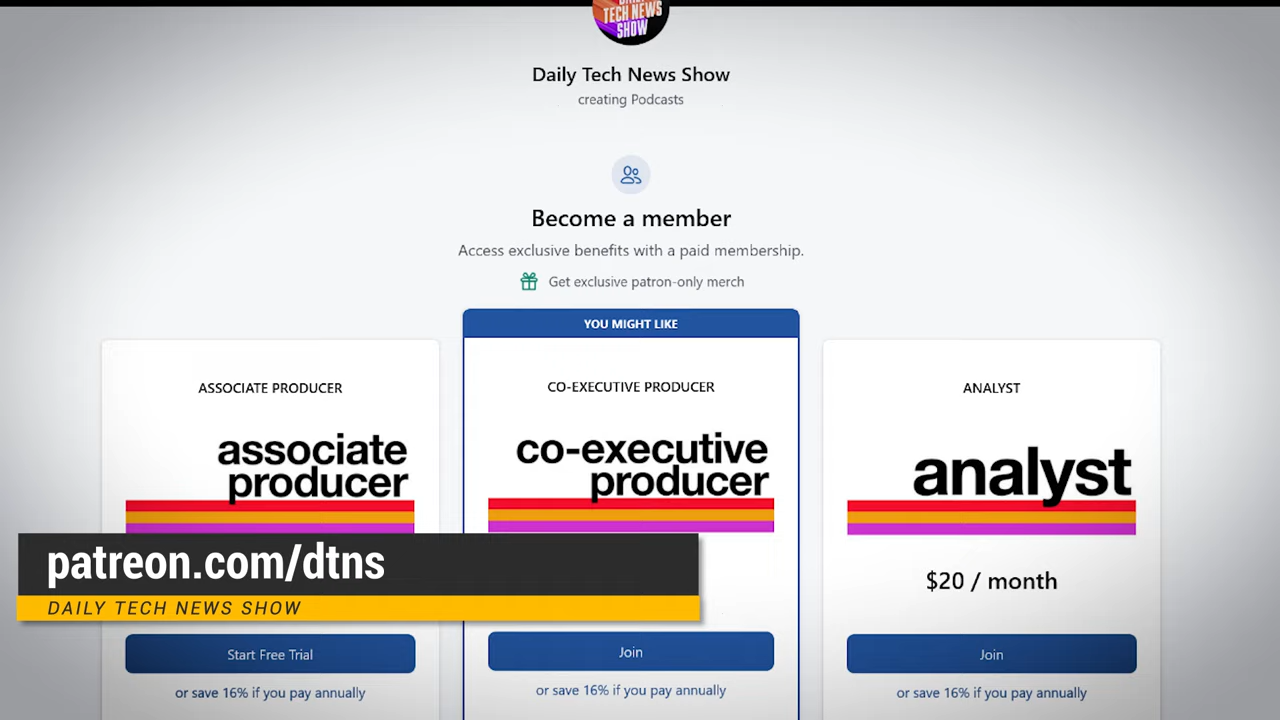 TECH NEWS
SHOW
Daily Tech News Show
creating Podcasts
Become a member
Access exclusive benefits with a paid membership.
Get exclusive patron-only merch
YOU MIGHT LIKE
ASSOCIATE PRODUCER
associate
producer
Start Free Trial
or save 16% if you pay annually
CO-EXECUTIVE PRODUCER
co-executive
producer
Join
or save 16% if you pay annually
ANALYST
analyst
$20 / month
Join
or save 16% if you pay annually
patreon.com/dtns
DAILY TECH NEWS SHOW